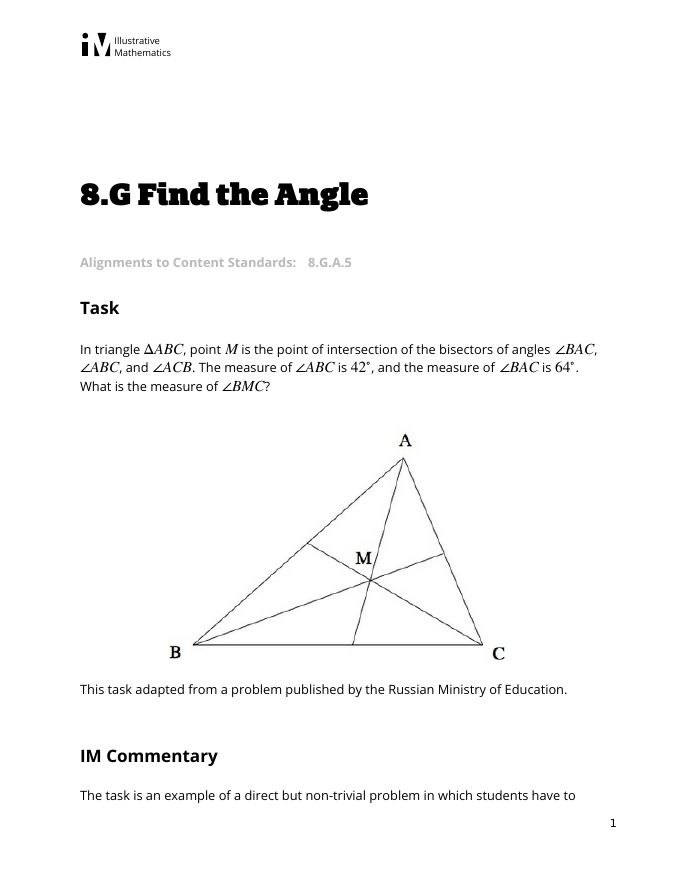 Illustrative
Mathematics
8.G Find the Angle
Alignments to Content Standards: 8.G.A.5
Task
In triangle ΔABC, point M is the point of intersection of the bisectors of angles ∠BAC,
∠ABC, and ∠ACB. The measure of ∠ABC is 42°, and the measure of ∠BAC is 64°.
What is the measure of ∠BMC?
A
M
B
C
This task adapted from a problem published by the Russian Ministry of Education.
IM Commentary
The task is an example of a direct but non-trivial problem in which students have to
1